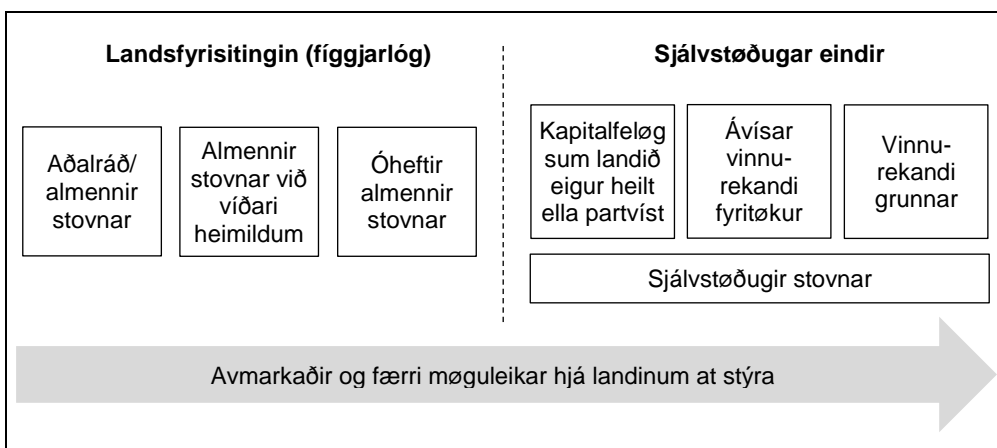 Landsfyrisitingin (fíggjarlóg)
Sjálvstøðugar eindir
Aðalráð/
almennir
stovnar
Almennir
stovnar við
víðari
heimildum
Óheftir
almennir
stovnar
Kapitalfeløg
sum landið
eigur heilt
ella partvíst
Ávísar
vinnu-
rekandi
fyritøkur
Vinnu-
rekandi
grunnar
Sjálvstøðugir stovnar
Avmarkaðir og færri møguleikar hjá landinum at stýra